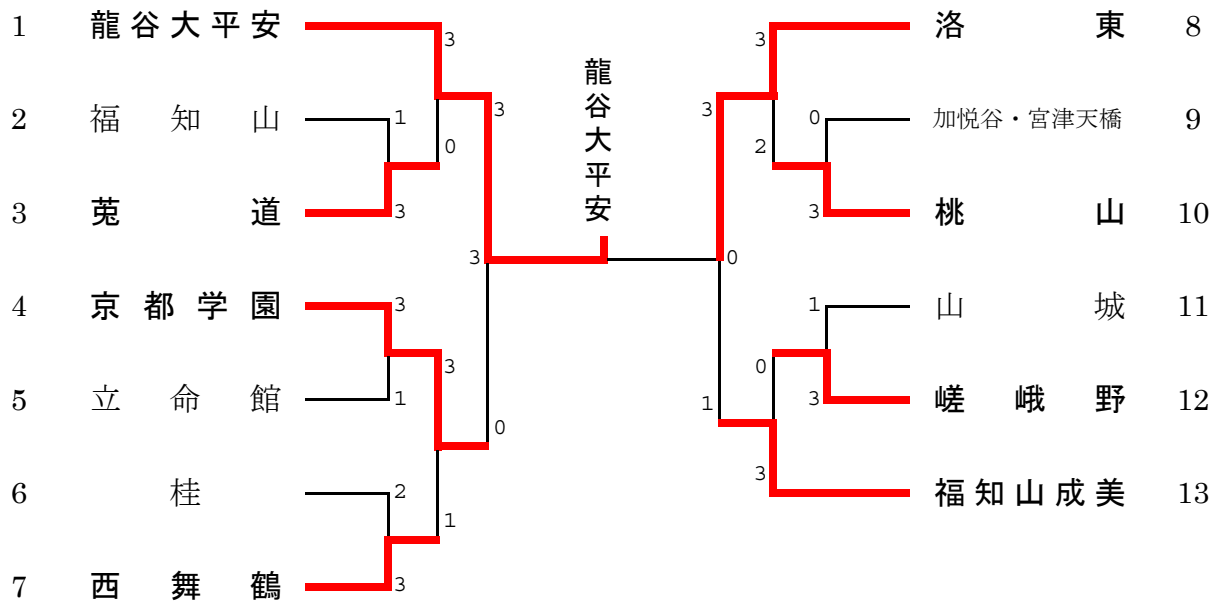 1 龍谷大平安
2 福知山
3 莵道
4 京都学園
5 立命館
6 桂
7 西舞鶴
3
1
0
3
3
3
1
3
2
1
3
3
0
龍谷大平安
3
0
3
0
2
3
1
0
3
1
3
洛東 8
加悦谷・宮津天橋 9
桃山 10
山城 11
嵯峨野 12
福知山成美 13